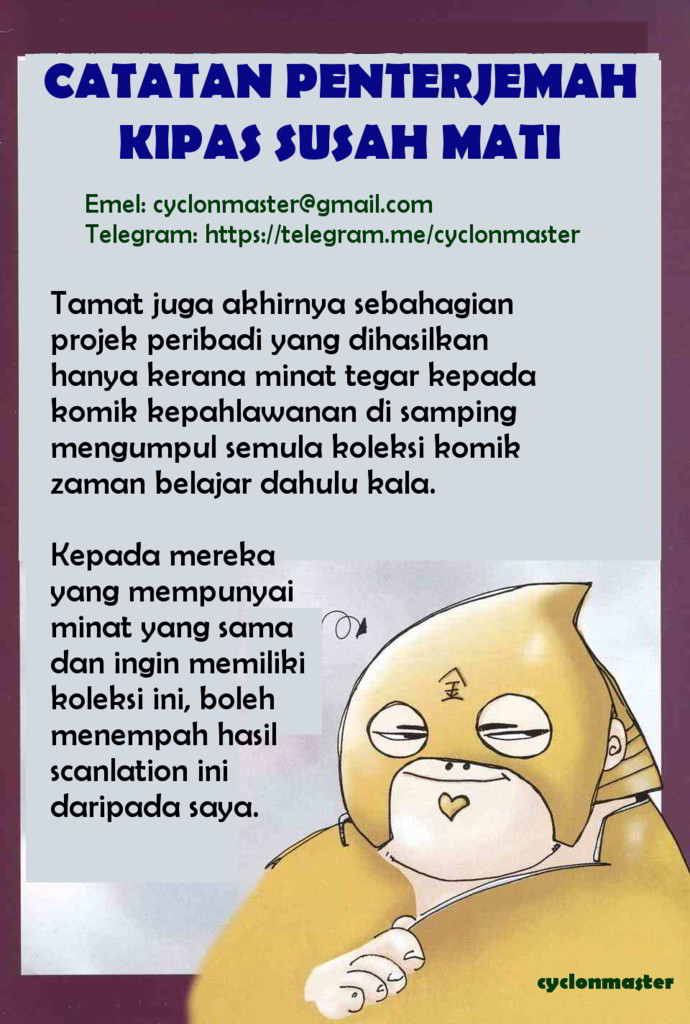 CATATAN PENTERJEMAH
KIPAS SUSAH MATI
Emel: cyclonmaster@gmail.com
Telegram: https://telegram.me/cyclonmaster
Tamat juga akhirnya sebahagian
projek peribadi yang dihasilkan
hanya kerana minat tegar kepada
komik kepahlawanan di samping
mengumpul semula koleksi komik
zaman belajar dahulu kala.
Kepada mereka
yang mempunyai
minat yang sama
dan ingin memiliki
koleksi ini, boleh
menempah hasil
scanlation ini
daripada saya.
金
cyclonmaster